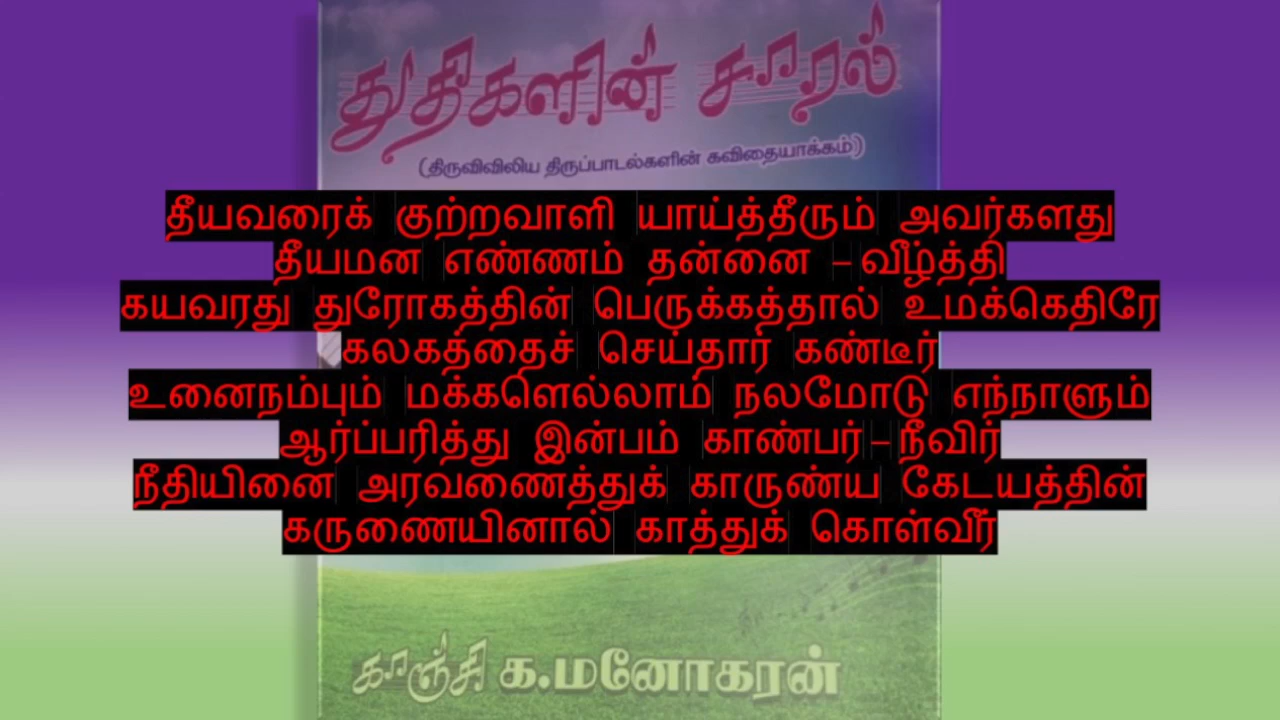 துதிகளின் சாரல்
(திருவிவிலிய திருப்பாடல்களின் கவிதையாக்கம்)
தீயவரைக் குற்றவாளி யாய்த்தீரும் அவர்களது
தீயமன எண்ணம் தன்னை – வீழ்த்தி
கயவரது துரோகத்தின் பெருக்கத்தால் உமக்கெதிரே
கலகத்தைச் செய்தார் கண்டீர்
உனைநம்பும் மக்களெல்லாம் நலமோடு எந்நாளும்
ஆர்ப்பரித்து இன்பம் காண்பர் – நீவிர்
நீதியினை அரவணைத்துக் காருண்ய கேடயத்தின்
கருணையினால் காத்துக் கொள்வீர்
காஞ்சி க.மனோகரன்